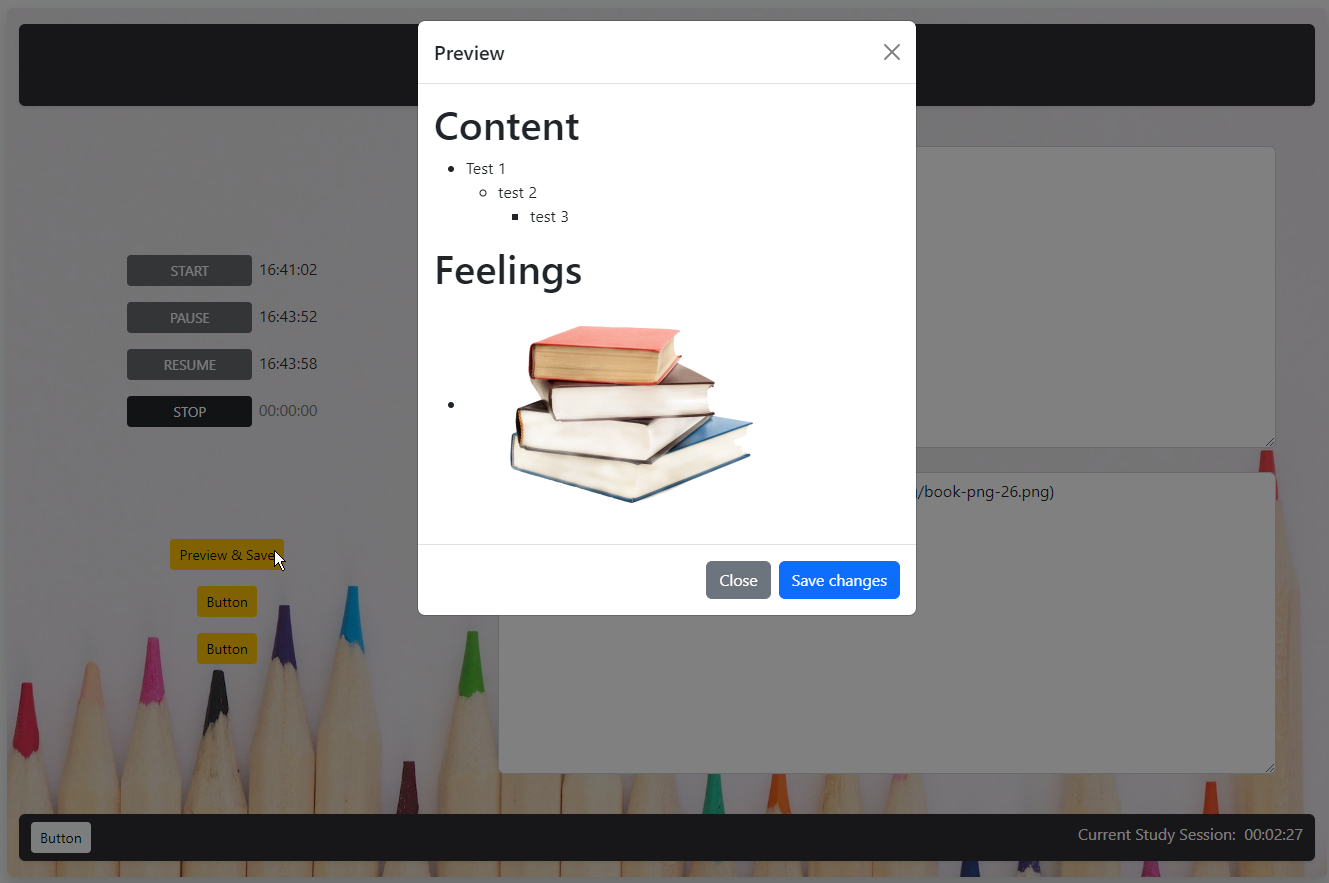 Preview
Content
Test 1
test 2
test 3
Feelings
START 16:41:02
PAUSE 16:43:52
RESUME 16:43:58
STOP 00:00:00
/book-png-26.png)
Preview & Save
Close Save changes
Button
Button
Button
Current Study Session: 00:02:27